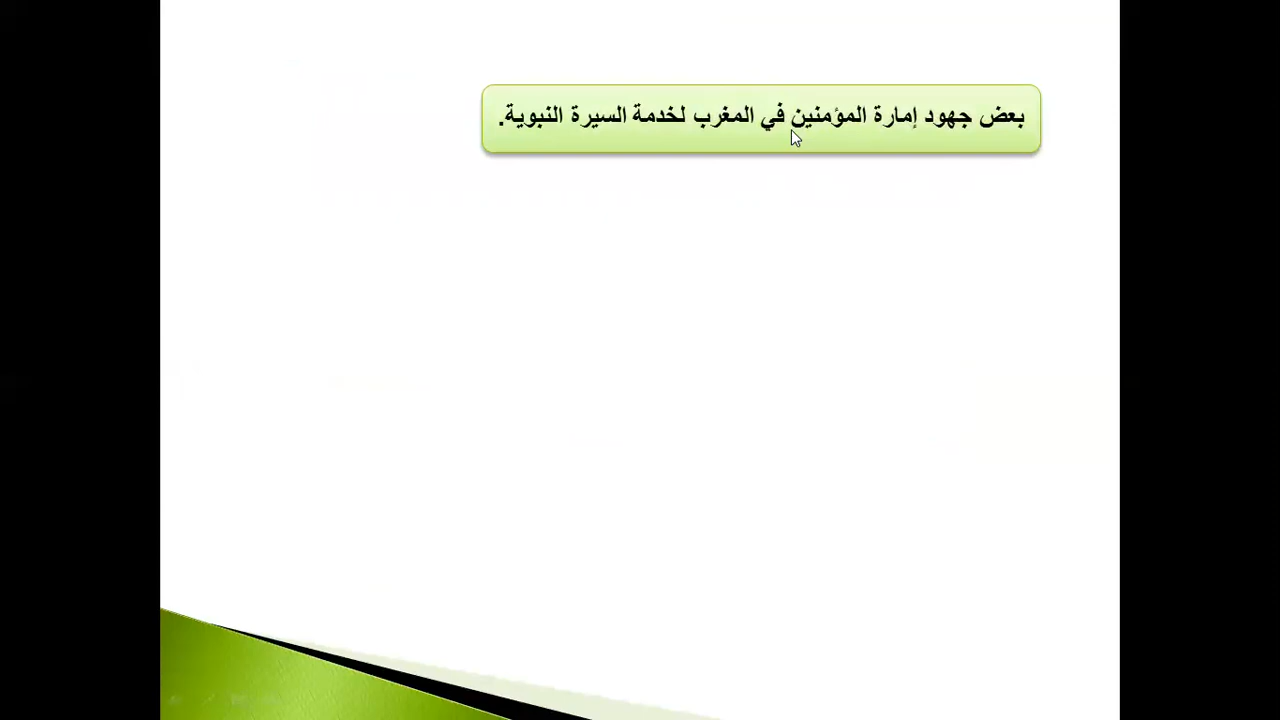 بعض جهود إمارة المؤمنين في المغرب لخدمة السيرة النبوية.